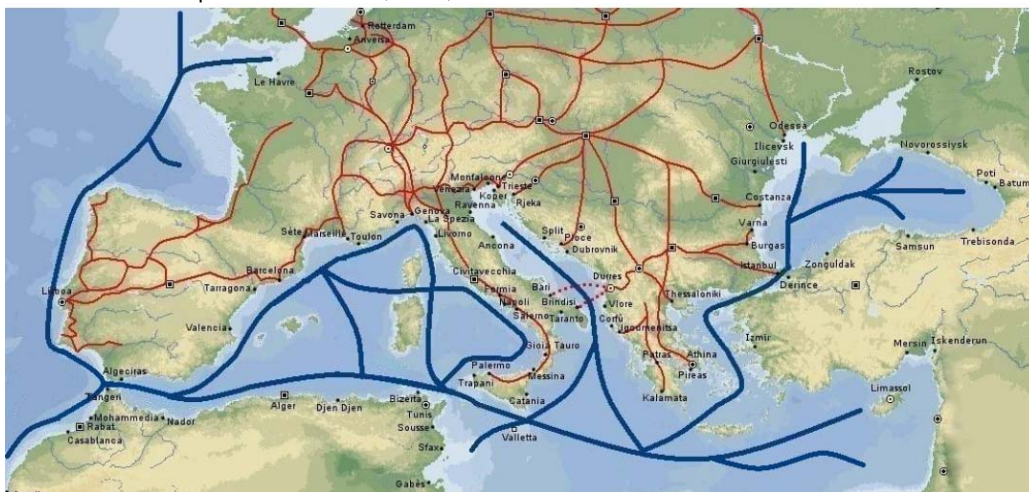 Rotterdam
Anversa
Le Havre
Rostov
Odessa
Ilicevsk
Giurgiulesti
Novorossiysk
Poti
Batum
Monfalcone
Venezia
Trieste
Koper
Rjeka
Ravenna
Savona
Genova
La Spezia
Livorno
Costanza
Varna
Burgas
Sète
Marseille
Toulon
Ancona
Split
Ploce
Dubrovnik
Samsun
Trebisonda
Zonguldak
Istanbul
Derince
Barcelona
Tarragona
Civitavecchia
Formia
Napoli
Salerno
Bari
Brindisi
Taranto
Durres
Vlore
Corfù
Igoumenitsa
Thessaloniki
Lisboa
Valencia
Izmir
Mersin
Iskenderun
Gioia Tauro
Patras
Athina
Pireas
Kalamata
Palermo
Trapani
Messina
Catania
Algeciras
Tangeri
Limassol
Mohammedia
Nador
Rabat
Casablanca
Alger
Djen Djen
Bizerta
Tunis
Sousse
Sfax
Gabès
Valletta